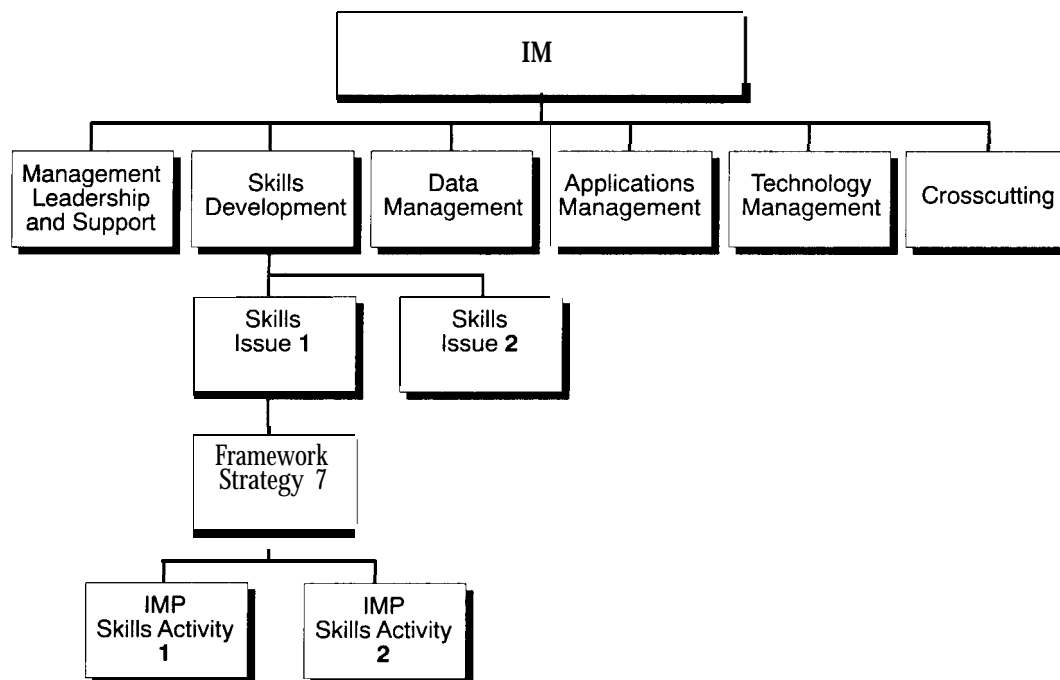 IM
Management
Leadership
and Support
Skills
Development
Data
Management
Applications
Management
Technology
Management
Crosscutting
Skills
Issue 1
Skills
Issue 2
Framework
Strategy 7
IMP
Skills Activity
1
IMP
Skills Activity
2